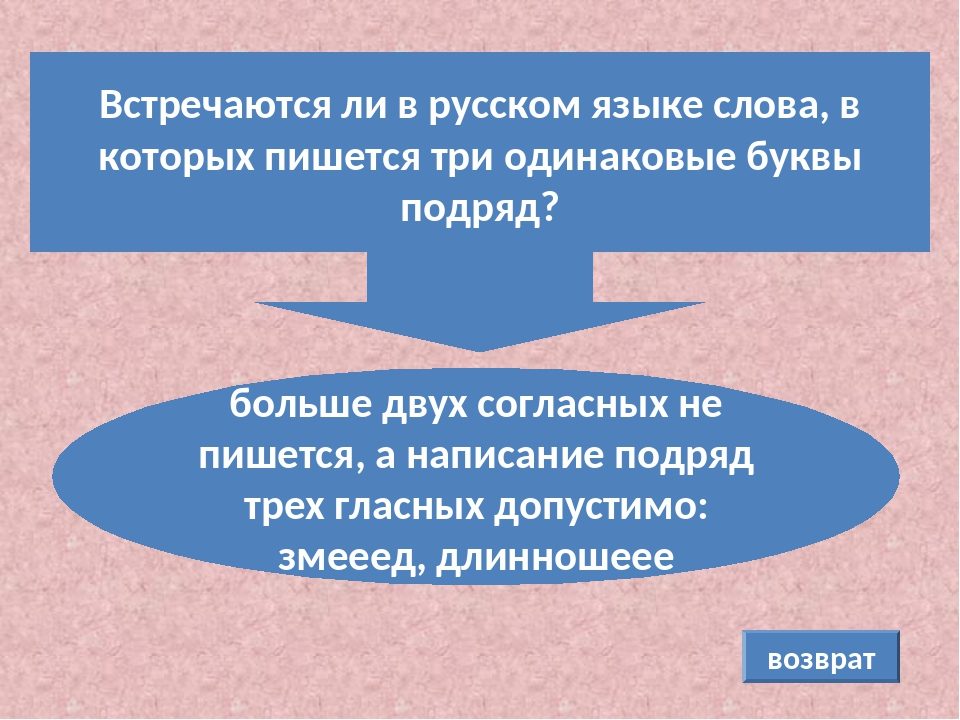 Встречаются ли в русском языке слова, в
которых пишется три одинаковые буквы
подряд?
больше двух согласных не
пишется, а написание подряд
трех гласных допустимо:
змееед, длинношеее
возврат